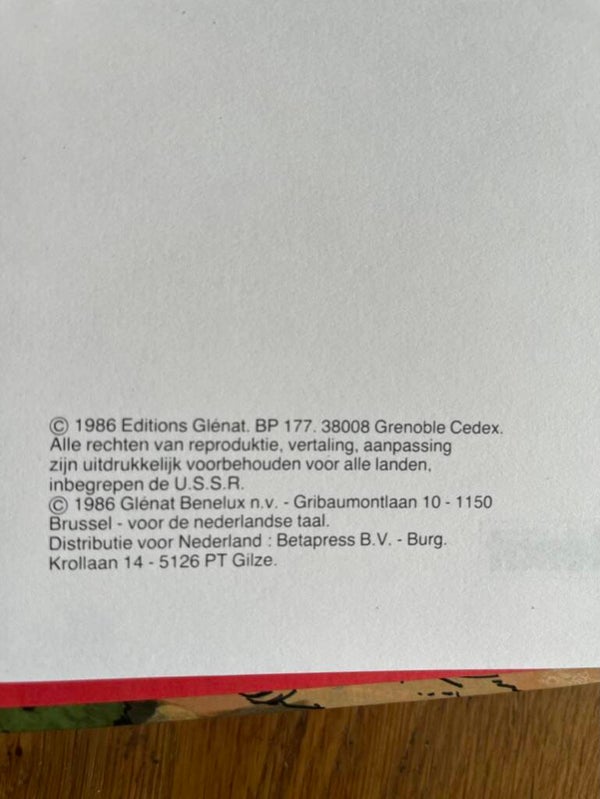 © 1986 Editions Glénat. BP 177. 38008 Grenoble Cedex.
Alle rechten van reproduktie, vertaling, aanpassing
zijn uitdrukkelijk voorbehouden voor alle landen,
inbegrepen de U.S.S.R.
© 1986 Glénat Benelux n.v. - Gribaumontlaan 10 - 1150
Brussel - voor de nederlandse taal.
Distributie voor Nederland : Betapress B.V. - Burg.
Krollaan 14 - 5126 PT Gilze.